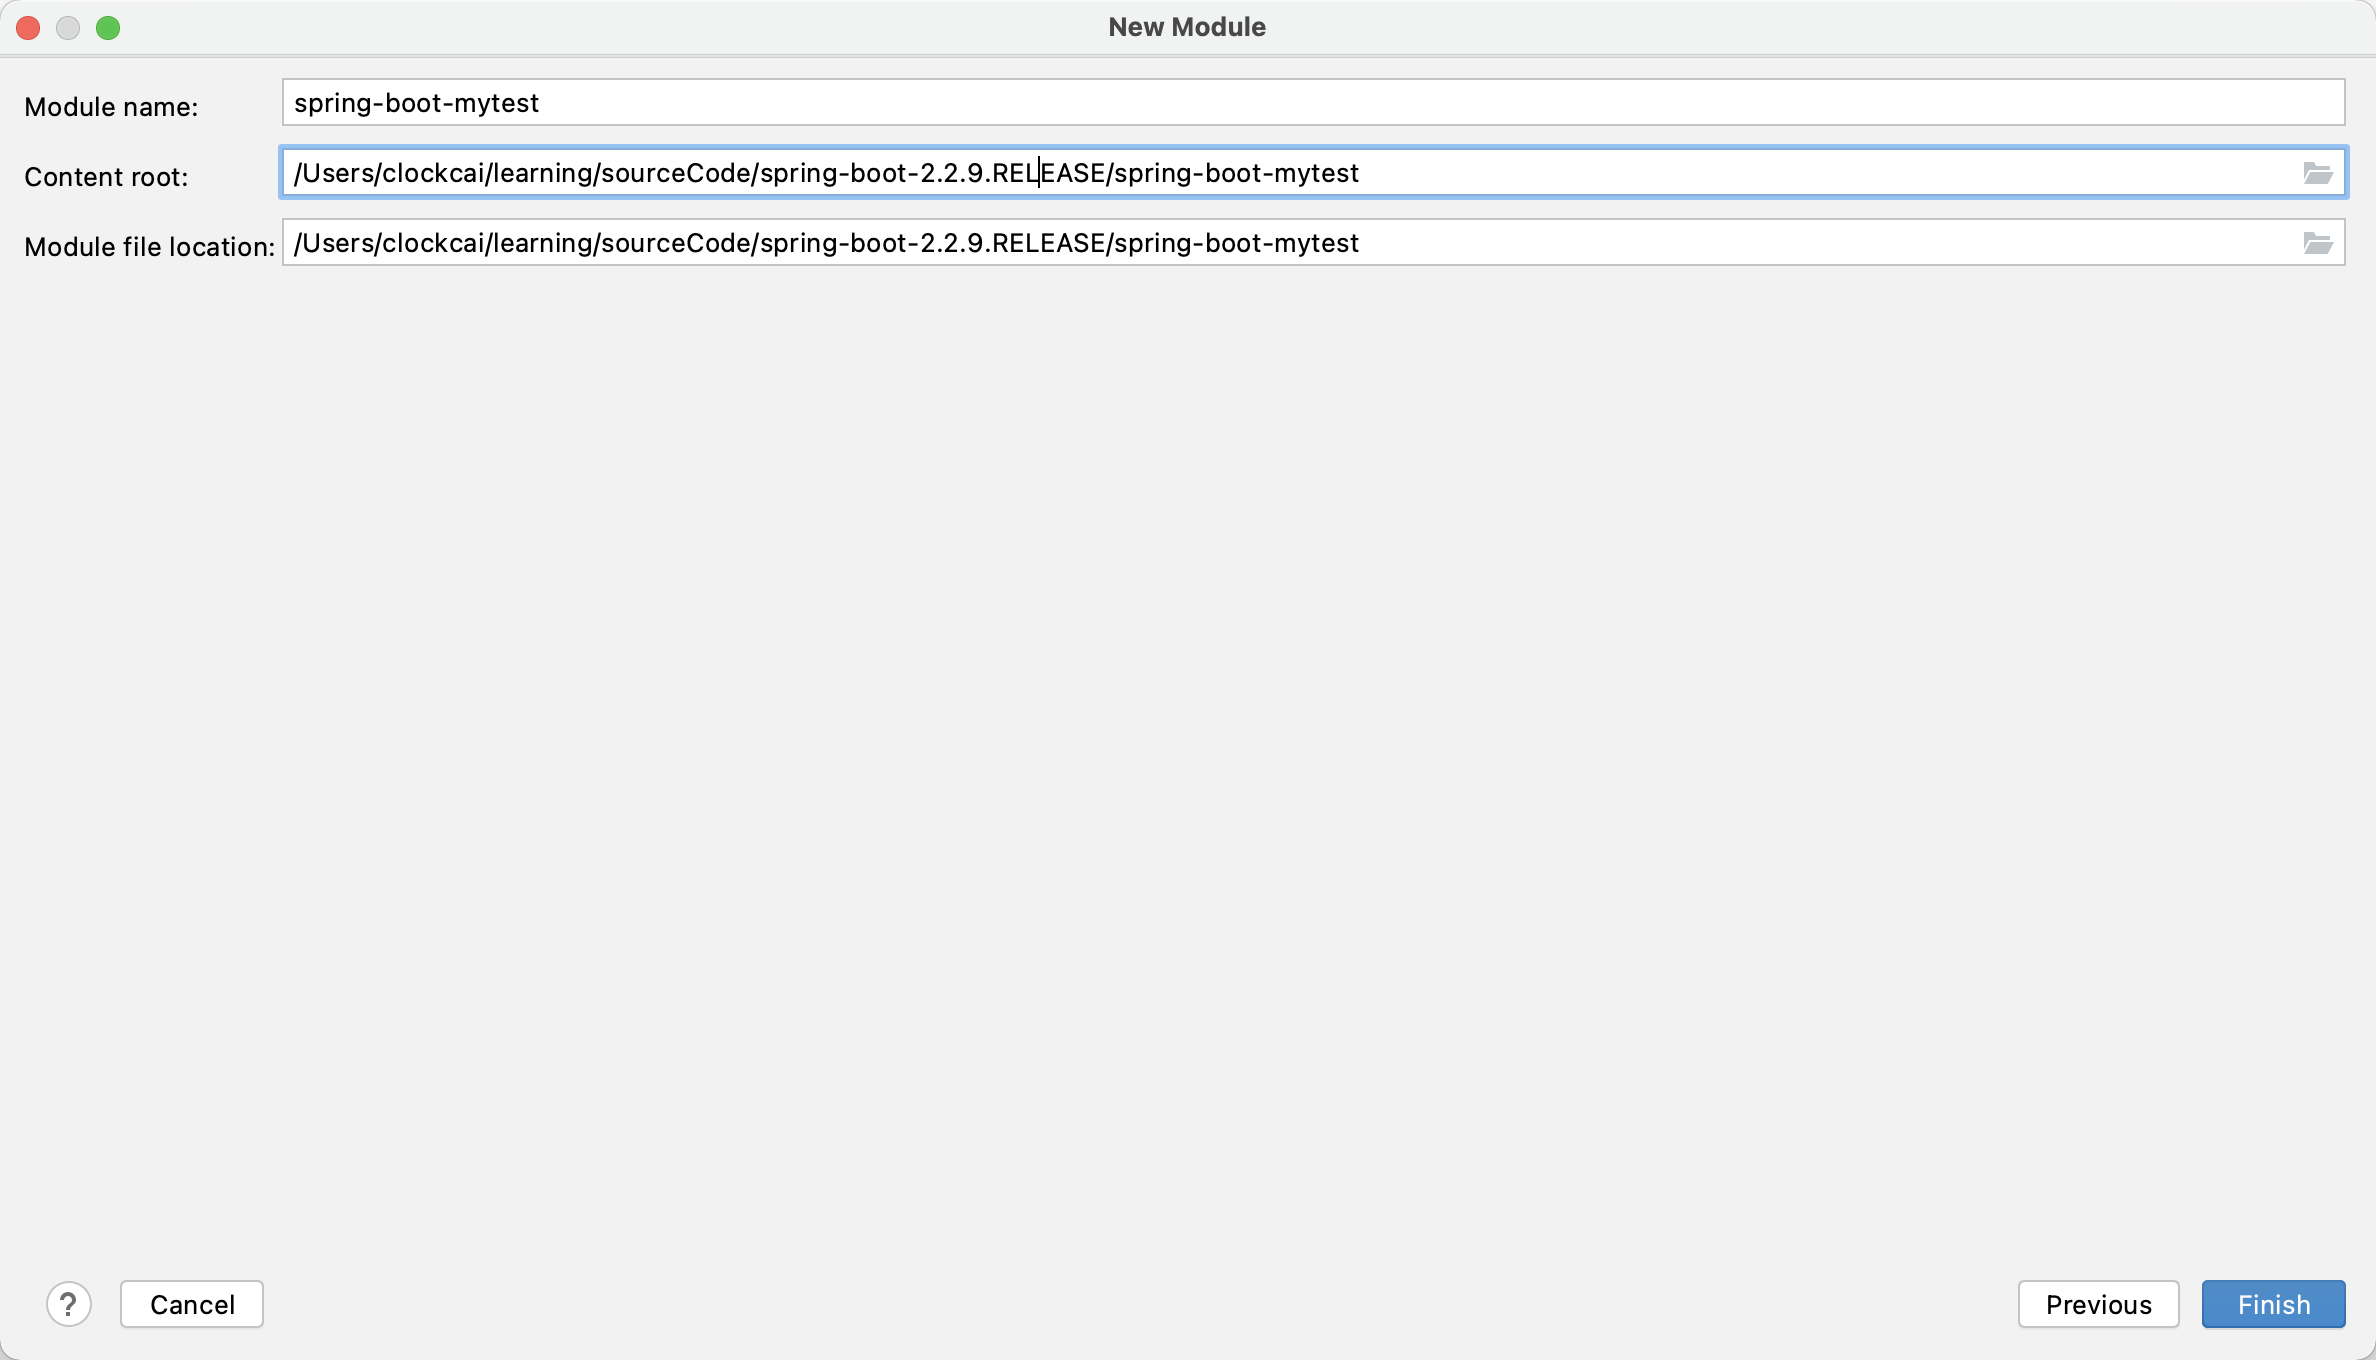 New Module
Module name: spring-boot-mytest
Content root: /Users/clockcai/learning/sourceCode/spring-boot-2.2.9.RELEASE/spring-boot-mytest
Module file location: /Users/clockcai/learning/sourceCode/spring-boot-2.2.9.RELEASE/spring-boot-mytest
? Cancel Previous Finish